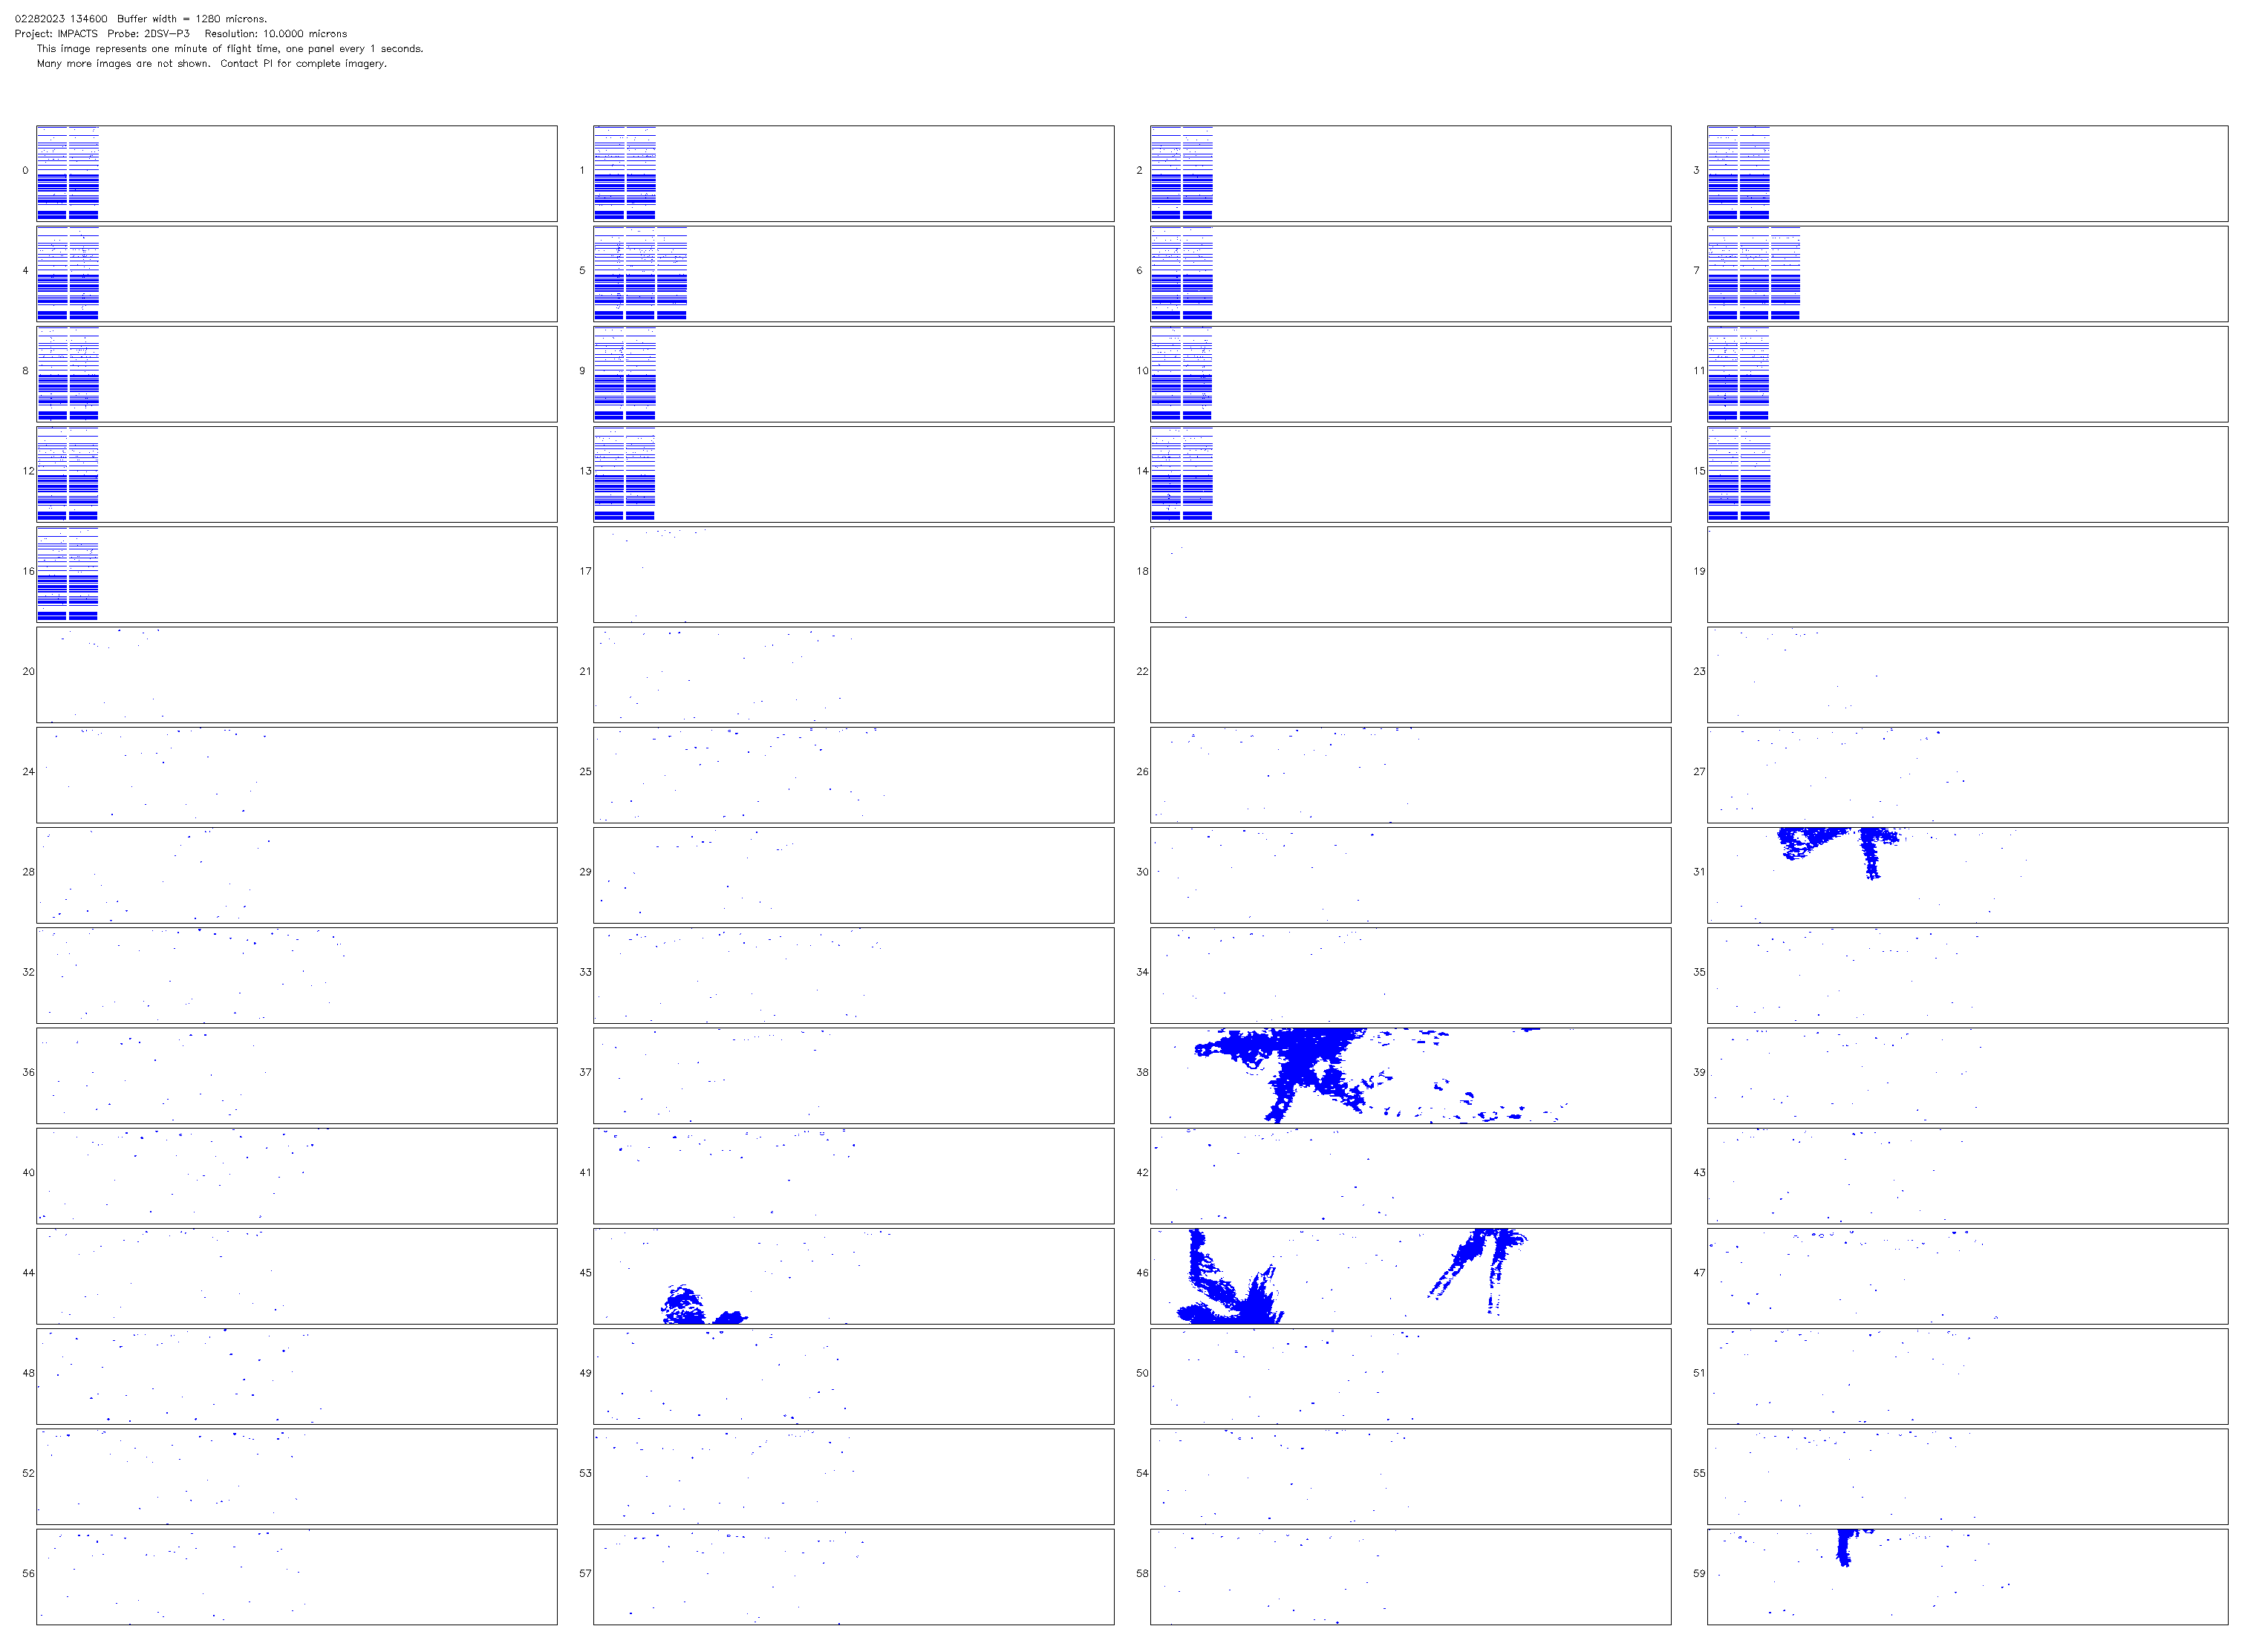 02282023 134600  Buffer width = 1280 microns.
Project: IMPACTS  Probe: 2DSV-P3  Resolution: 10.0000 microns
This image represents one minute of flight time, one panel every 1 seconds.
Many more images are not shown.  Contact PI for complete imagery.
0 1 2 3
4 5 6 7
8 9 10 11
12 13 14 15
16 17 18 19
20 21 22 23
24 25 26 27
28 29 30 31
32 33 34 35
36 37 38 39
40 41 42 43
44 45 46 47
48 49 50 51
52 53 54 55
56 57 58 59